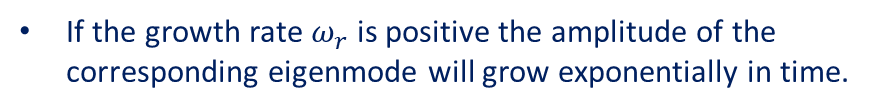 • If the growth rate ω𝑟 is positive the amplitude of the
corresponding eigenmode will grow exponentially in time.